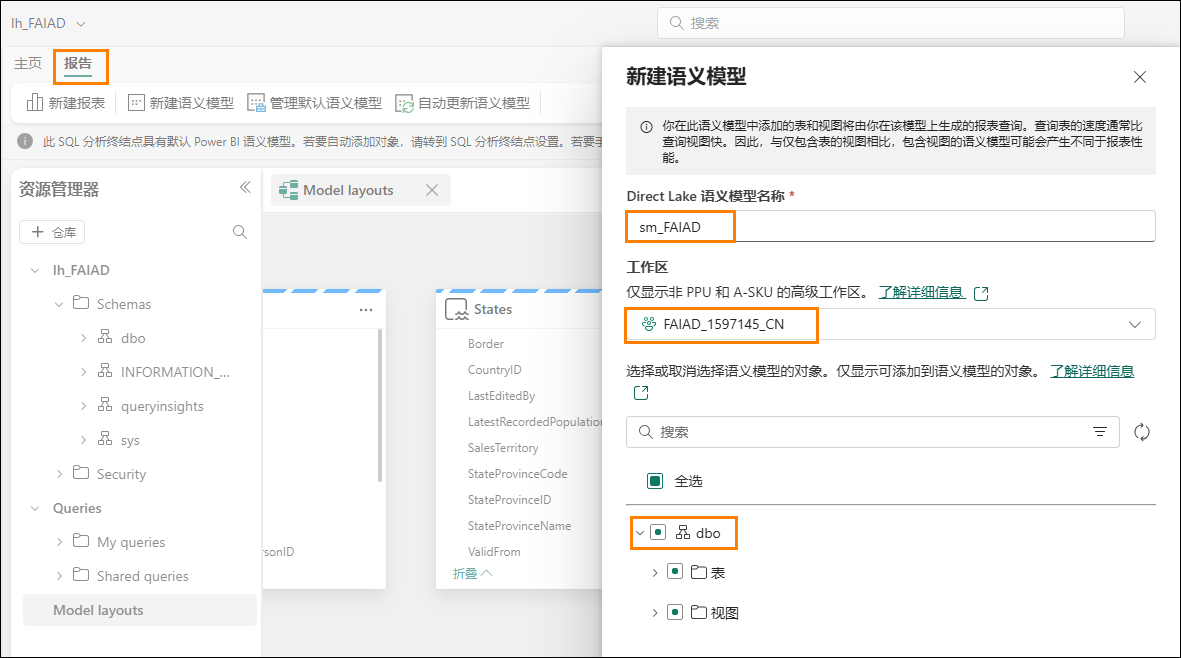 lh_FAIAD
搜索
主页
报告
新建报表
新建语义模型
管理默认语义模型
自动更新语义模型
此 SQL 分析终结点具有默认 Power BI 语义模型。若要自动添加对象，请转到 SQL 分析终结点设置。若要手
资源管理器
仓库
lh_FAIAD
Schemas
dbo
INFORMATION_...
queryinsights
sys
Security
Queries
My queries
Shared queries
Model layouts
Model layouts
...
rsonID
States
Border
CountryID
LastEditedBy
LatestRecordedPopulation
SalesTerritory
StateProvinceCode
StateProvinceID
StateProvinceName
ValidFrom
折叠
新建语义模型
你在此语义模型中添加的表和视图将由你在该模型上生成的报表查询。查询表的速度通常比
查询视图快。因此，与仅包含表的视图相比，包含视图的语义模型可能会产生不同于报表性
能。
Direct Lake 语义模型名称 *
sm_FAIAD
工作区
仅显示非 PPU 和 A-SKU 的高级工作区。 了解详细信息
FAIAD_1597145_CN
选择或取消选择语义模型的对象。仅显示可添加到语义模型的对象。 了解详细信息
搜索
全选
dbo
表
视图